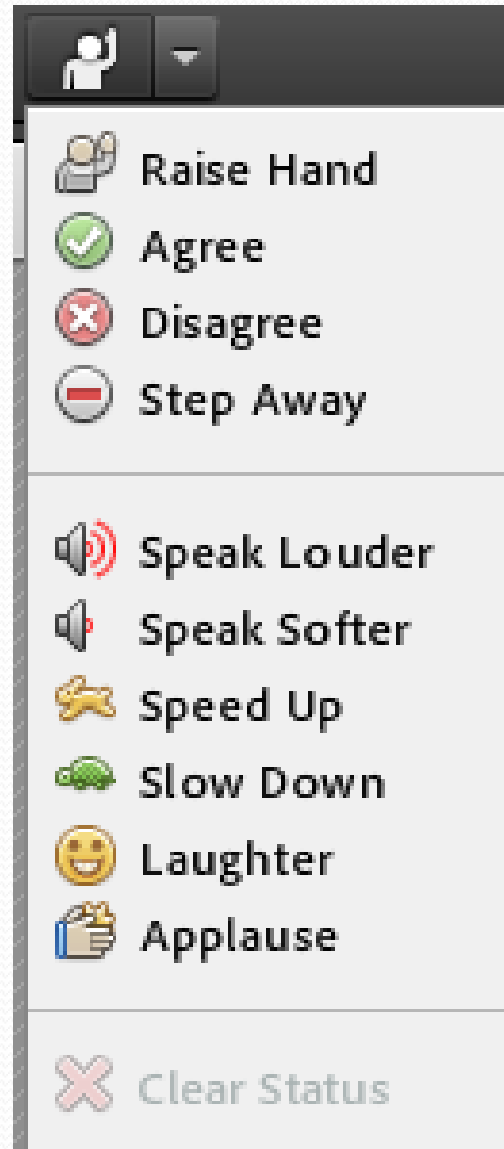 Raise Hand
Agree
Disagree
Step Away
Speak Louder
Speak Softer
Speed Up
Slow Down
Laughter
Applause
Clear Status